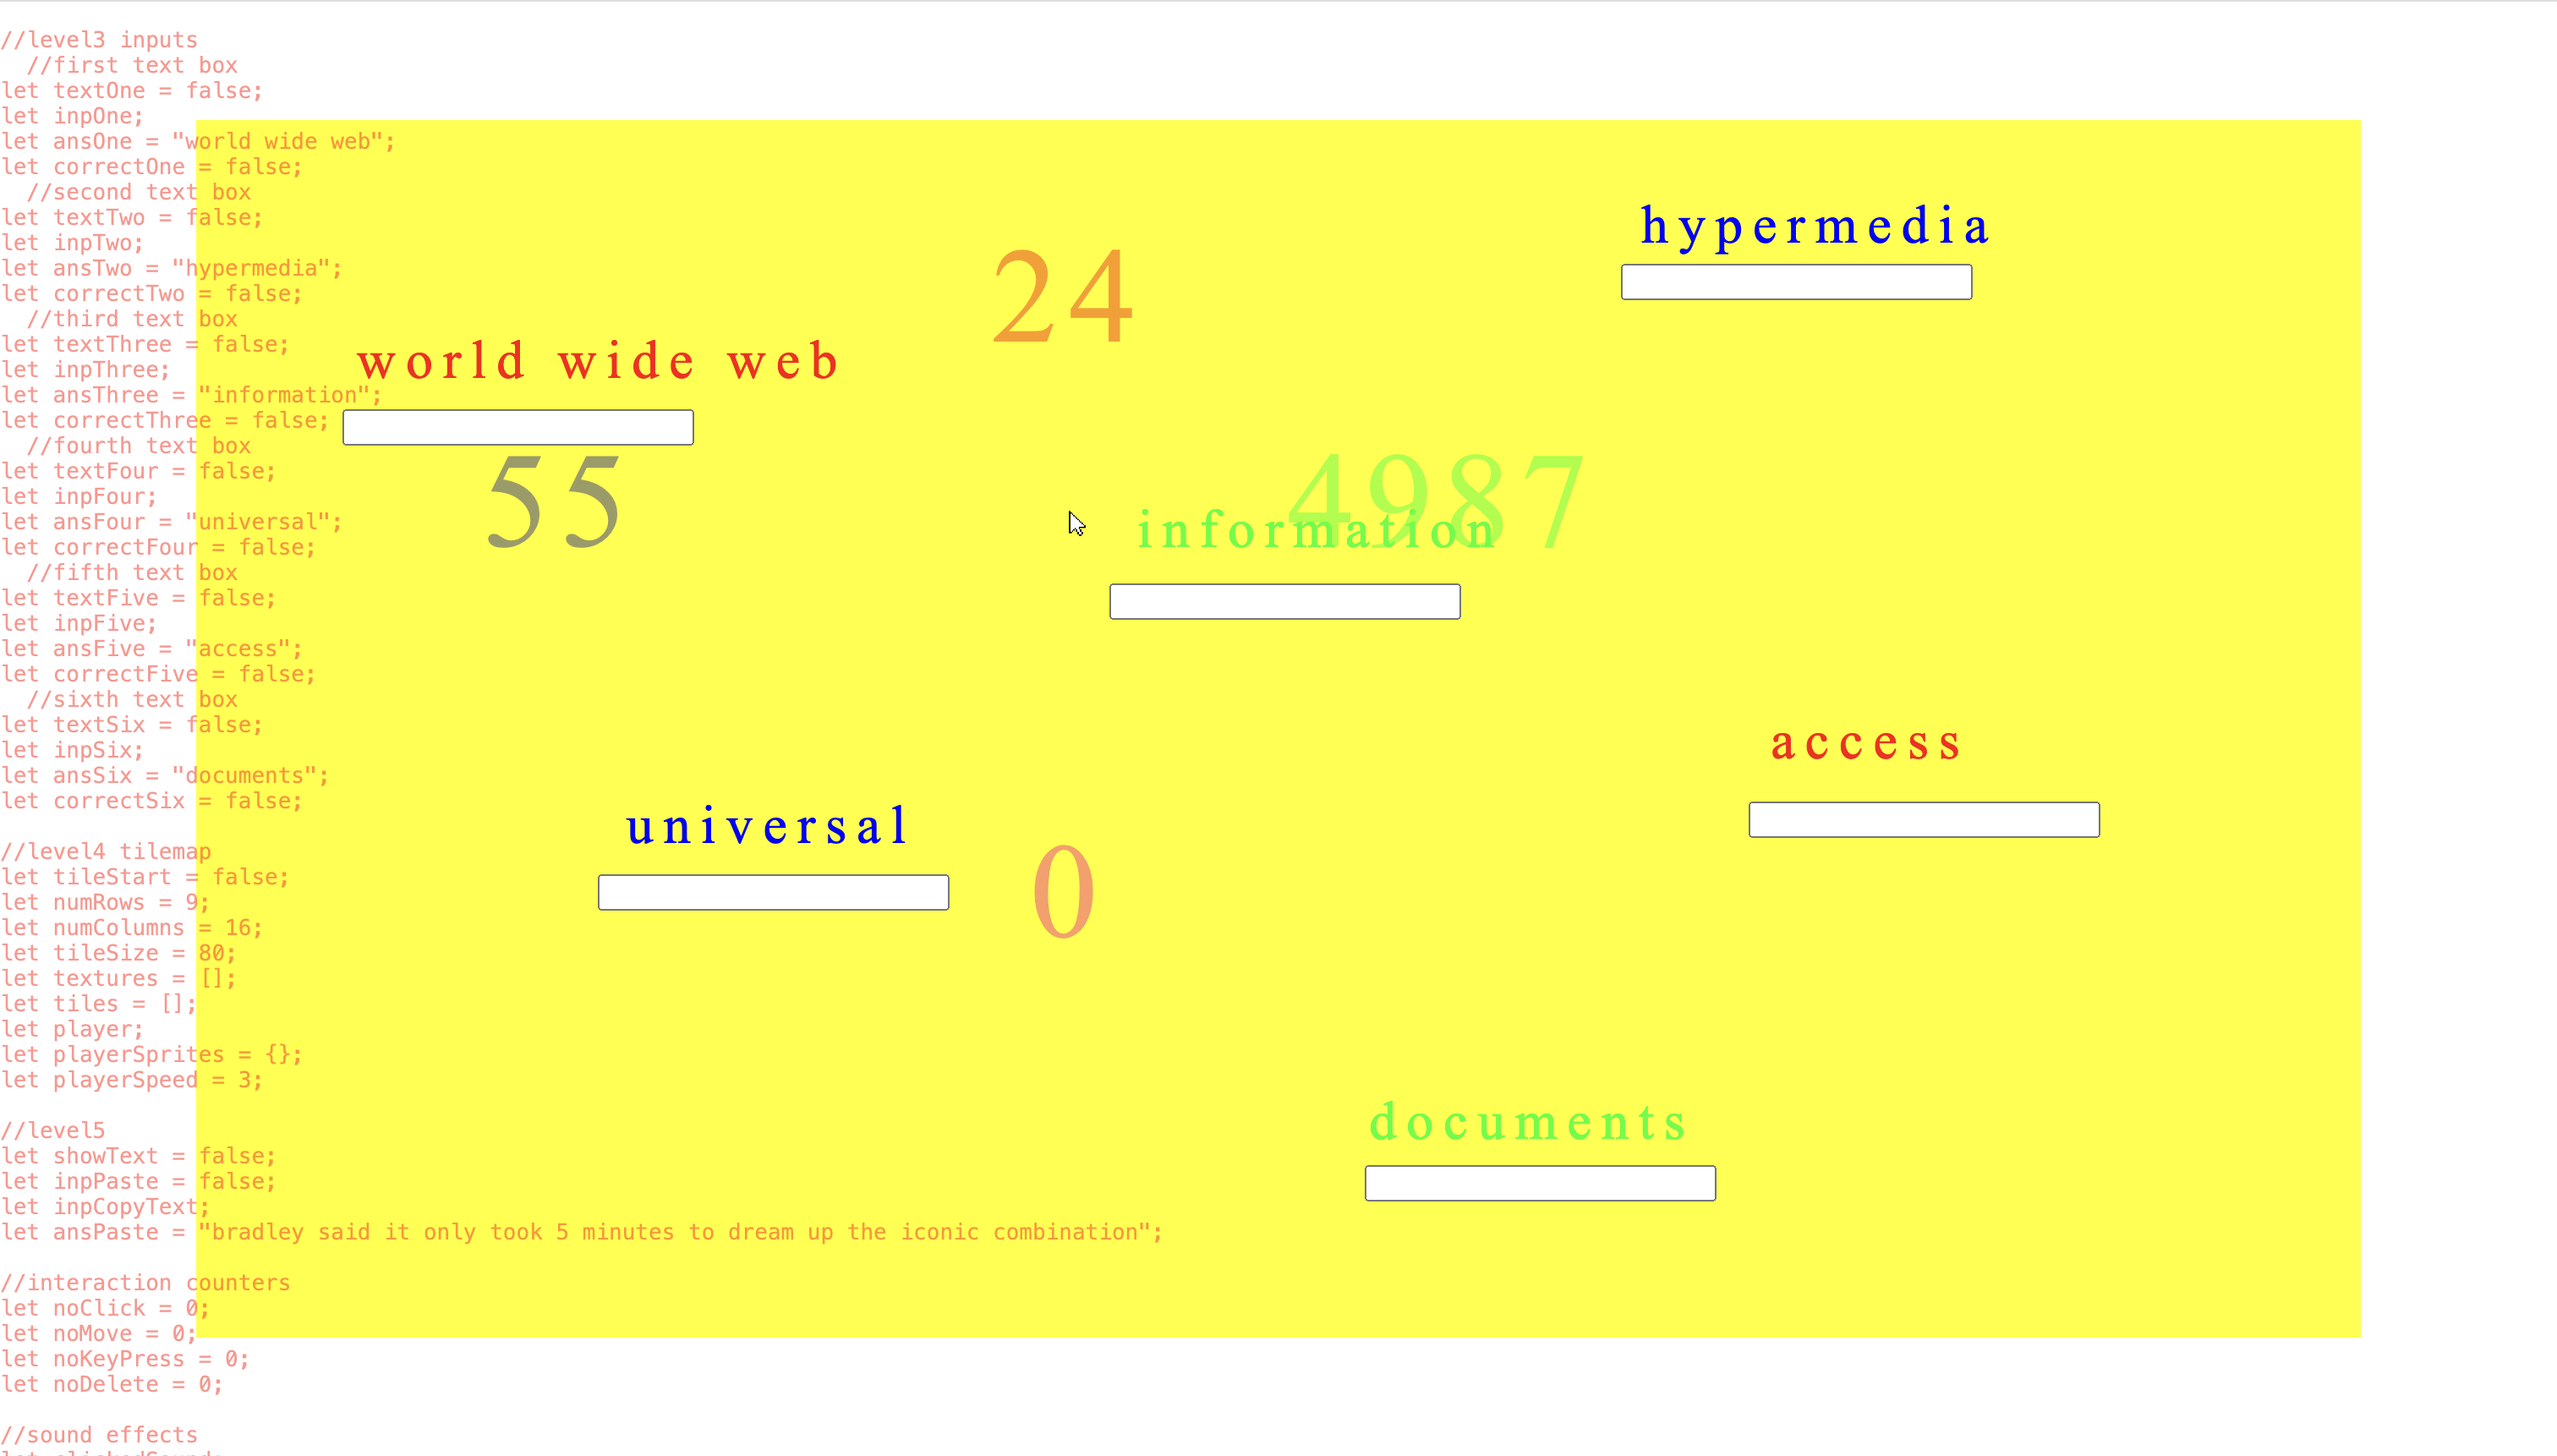 //level3 inputs
  //first text box
let textOne = false;
let inpOne;
let ansOne = "world wide web";
let correctOne = false;
  //second text box
let textTwo = false;
let inpTwo;
let ansTwo = "hypermedia";
let correctTwo = false;
  //third text box
let textThree = false;
let inpThree;
let ansThree = "information";
let correctThree = false;
  //fourth text box
let textFour = false;
let inpFour;
let ansFour = "universal";
let correctFour = false;
  //fifth text box
let textFive = false;
let inpFive;
let ansFive = "access";
let correctFive = false;
  //sixth text box
let textSix = false;
let inpSix;
let ansSix = "documents";
let correctSix = false;

//level4 tilemap
let tileStart = false;
let numRows = 9;
let numColumns = 16;
let tileSize = 80;
let textures = [];
let tiles = [];
let player;
let playerSprites = {};
let playerSpeed = 3;

//level5
let showText = false;
let inpPaste = false;
let inpCopyText;
let ansPaste = "bradley said it only took 5 minutes to dream up the iconic combination";

//interaction counters
let noClick = 0;
let noMove = 0;
let noKeyPress = 0;
let noDelete = 0;

//sound effects
hypermedia
24
world wide web
55
4987
information
access
universal
0
documents